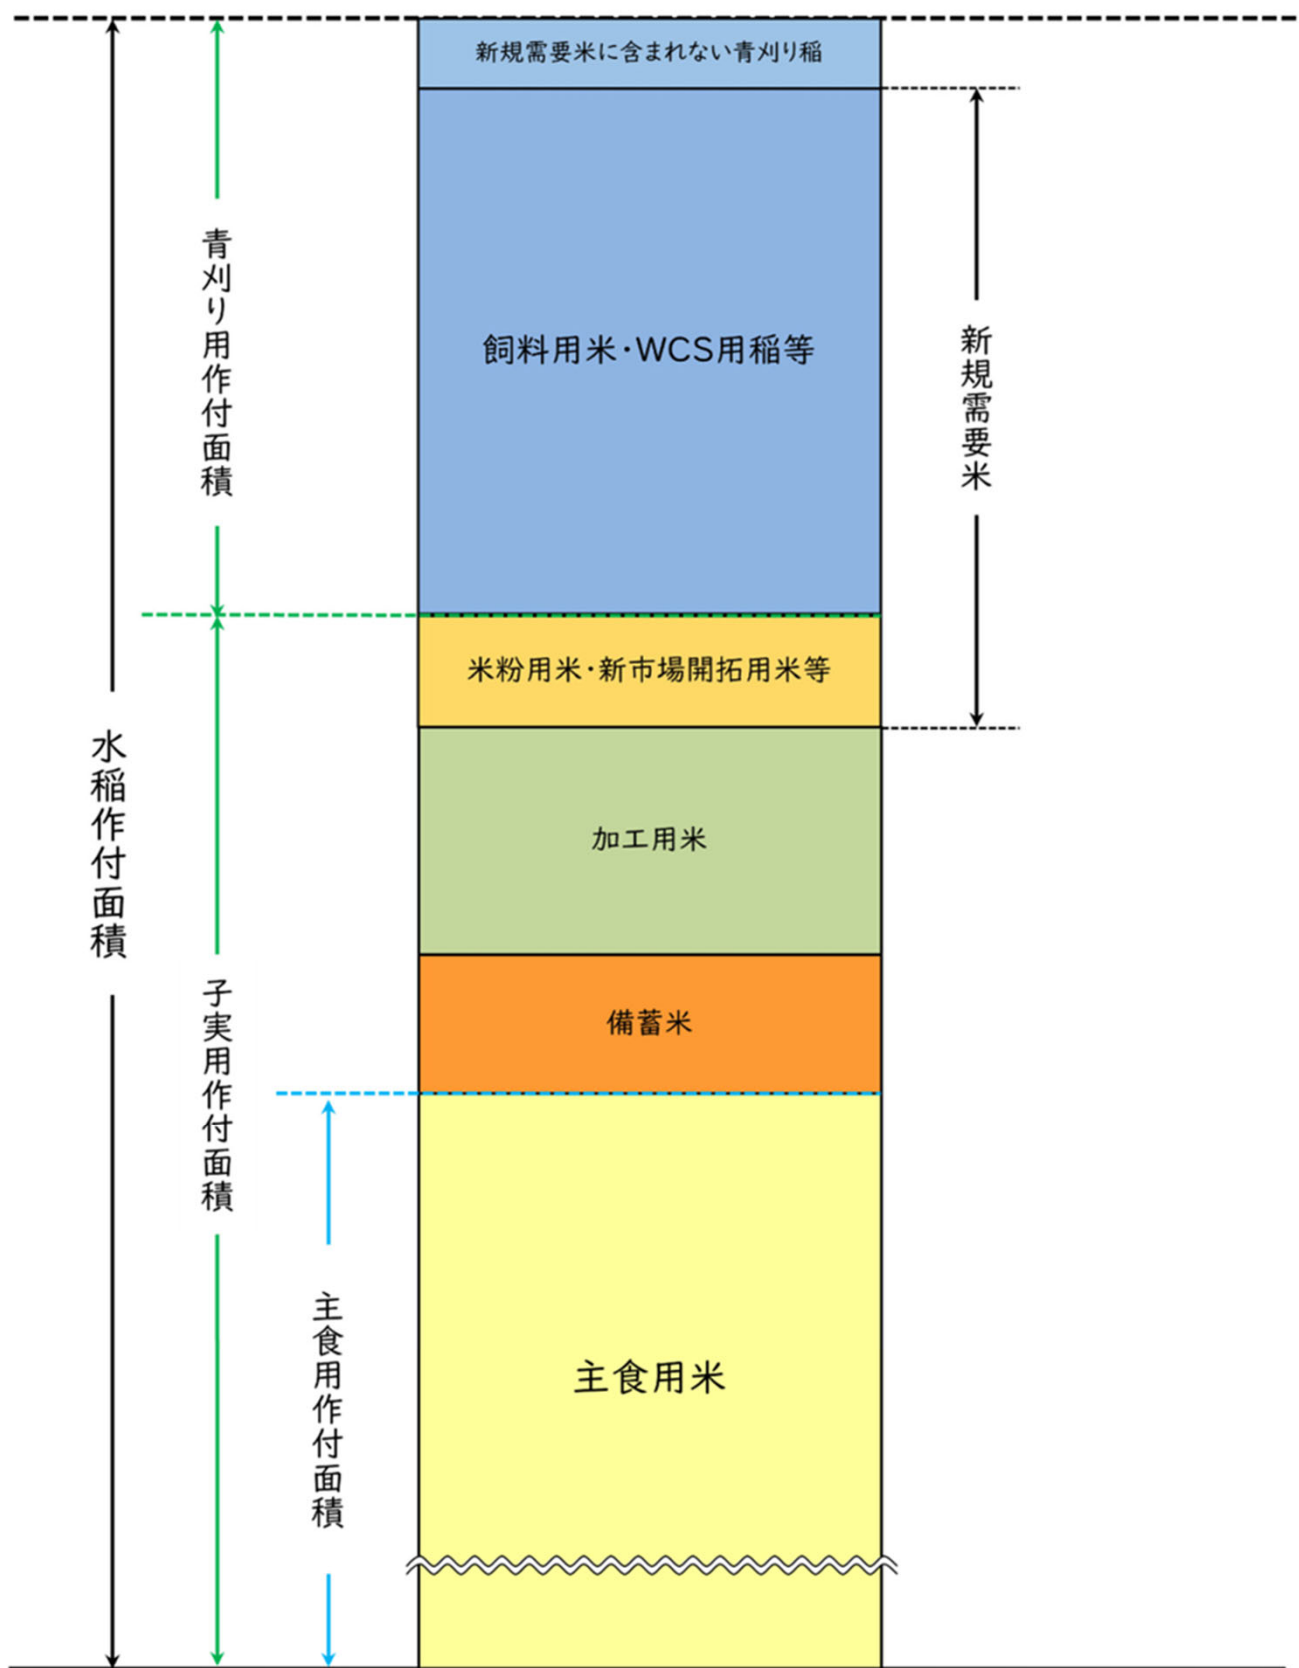 新規需要米に含まれない青刈り稲
飼料用米・WCS用稲等
米粉用米・新市場開拓用米等
加工用米
備蓄米
主食用米
水稲作付面積
青刈り用作付面積
子実用作付面積
主食用作付面積
新規需要米